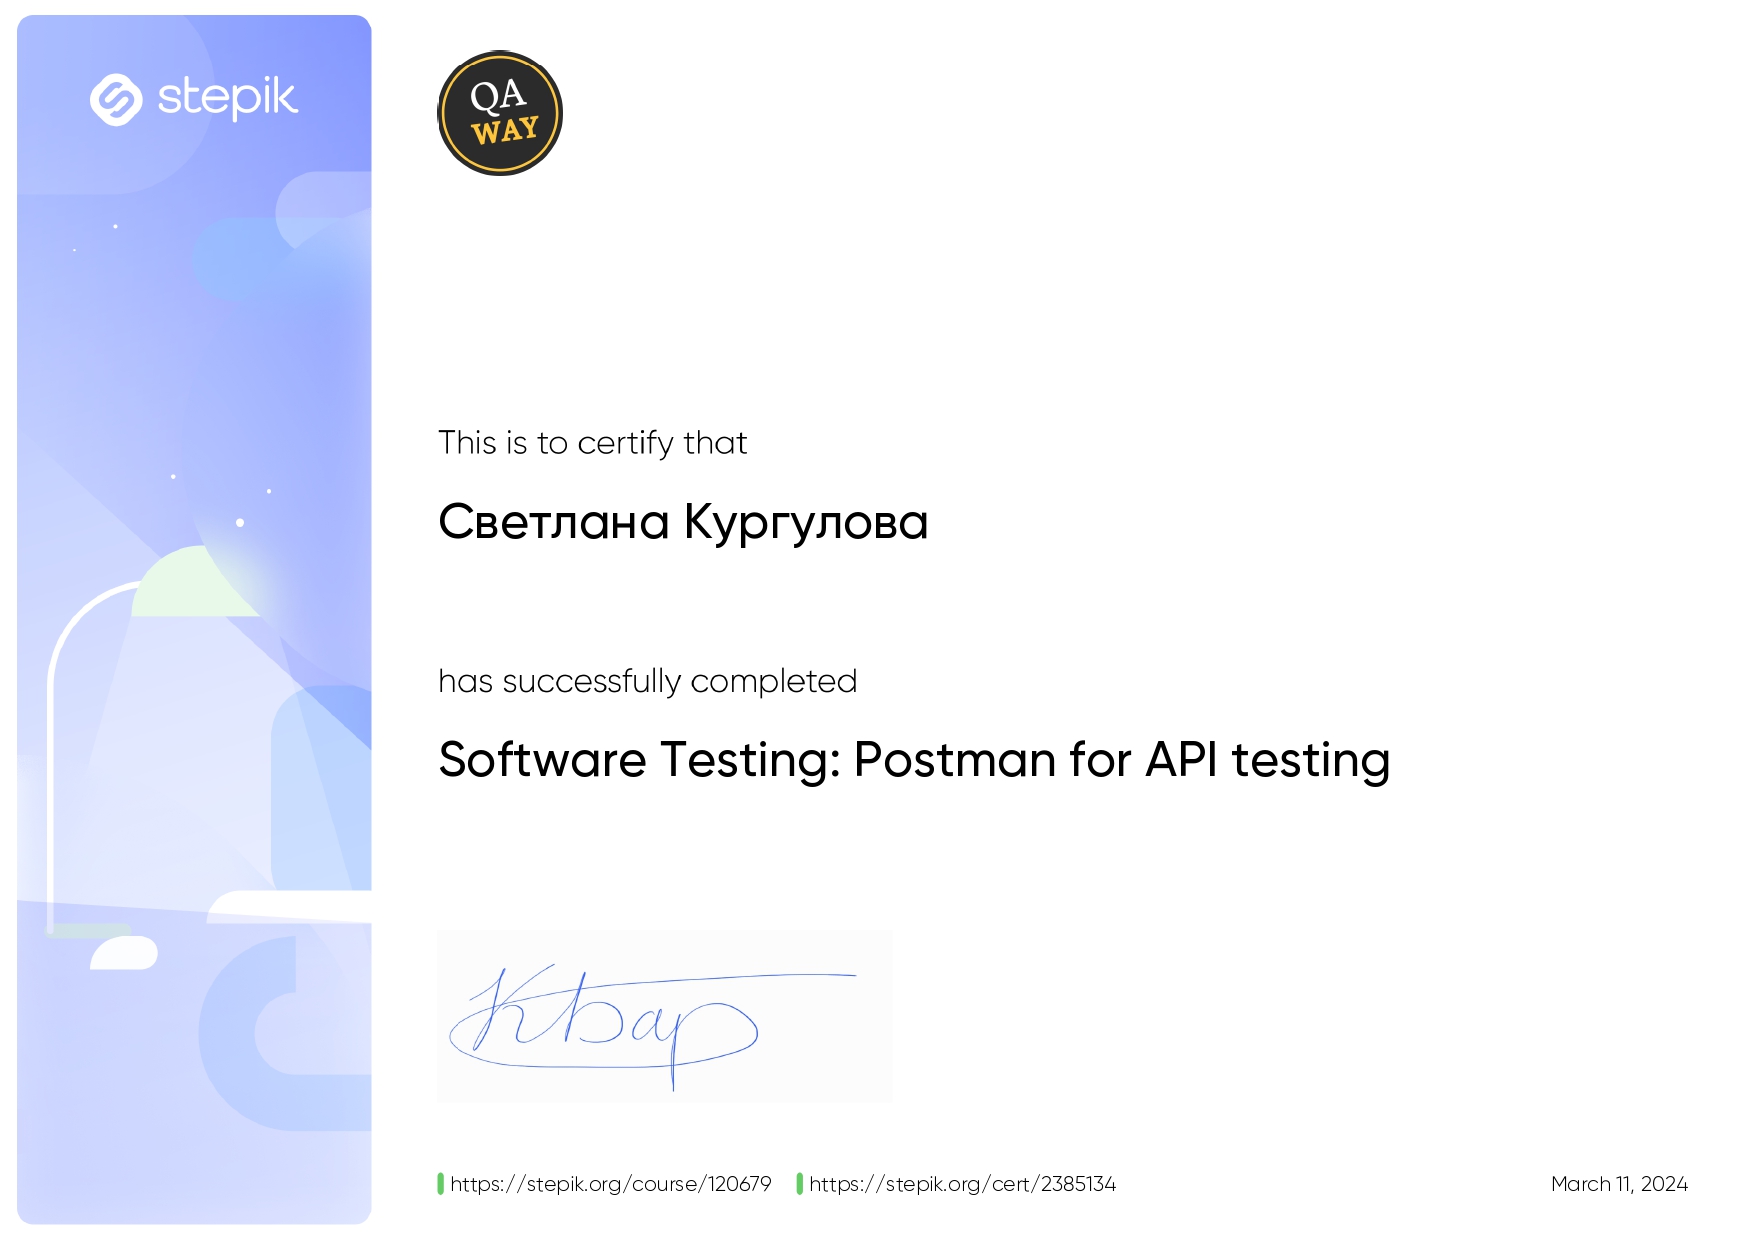 stepik
QA
WAY
This is to certify that
Светлана Кургулова
has successfully completed
Software Testing: Postman for API testing
https://stepik.org/course/120679 https://stepik.org/cert/2385134 March 11, 2024